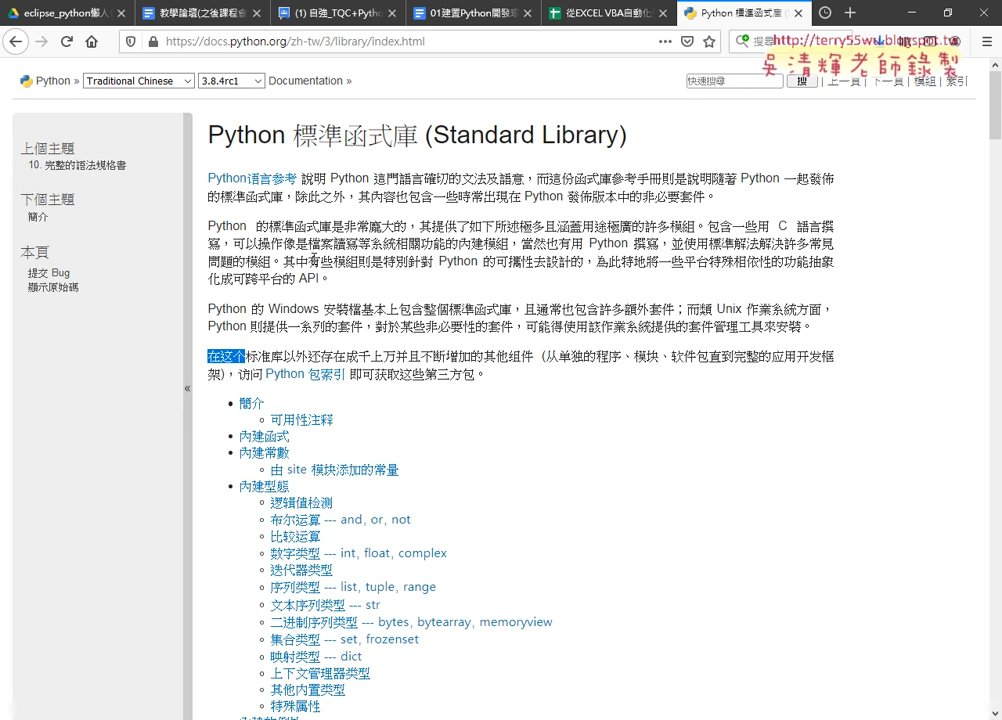 eclipse_python懶人
教學論壇(之後課程會
(1) 自強_TQC+Pytho
01建置Python開發環
從EXCEL VBA自動化
Python 標準函式庫
https://docs.python.org/zh-tw/3/library/index.html
搜尋
http://terry55wu.blogspot.tw
吳清輝老師錄製
Python » Traditional Chinese 3.8.4rc1 Documentation »
快速搜尋 搜 | 上一頁 | 下一頁 | 模組 | 索引
上個主題
10. 完整的語法規格書
下個主題
簡介
本頁
提交 Bug
顯示原始碼
«
Python 標準函式庫 (Standard Library)
Python语言参考 說明 Python 這門語言確切的文法及語意，而這份函式庫參考手冊則是說明隨著 Python 一起發佈
的標準函式庫，除此之外，其內容也包含一些時常出現在 Python 發佈版本中的非必要套件。
Python 的標準函式庫是非常龐大的，其提供了如下所述極多且涵蓋用途極廣的許多模組。包含一些用 C 語言撰
寫，可以操作像是檔案讀寫等系統相關功能的內建模組，當然也有用 Python 撰寫，並使用標準解法解決許多常見
問題的模組。其中有些模組則是特別針對 Python 的可攜性去設計的，為此特地將一些平台特殊相依性的功能抽象
化成可跨平台的 API。
Python 的 Windows 安裝檔基本上包含整個標準函式庫，且通常也包含許多額外套件；而類 Unix 作業系統方面，
Python 則提供一系列的套件，對於某些非必要性的套件，可能得使用該作業系統提供的套件管理工具來安裝。
在这个标准库以外还存在成千上万并且不断增加的其他组件 (从单独的程序、模块、软件包直到完整的应用开发框
架)，访问 Python 包索引 即可获取这些第三方包。
• 簡介
可用性注释
• 內建函式
• 內建常數
由 site 模块添加的常量
• 內建型態
逻辑值检测
布尔运算 --- and, or, not
比较运算
数字类型 --- int, float, complex
迭代器类型
序列类型 --- list, tuple, range
文本序列类型 --- str
二进制序列类型 --- bytes, bytearray, memoryview
集合类型 --- set, frozenset
映射类型 --- dict
上下文管理器类型
其他内置类型
特殊属性